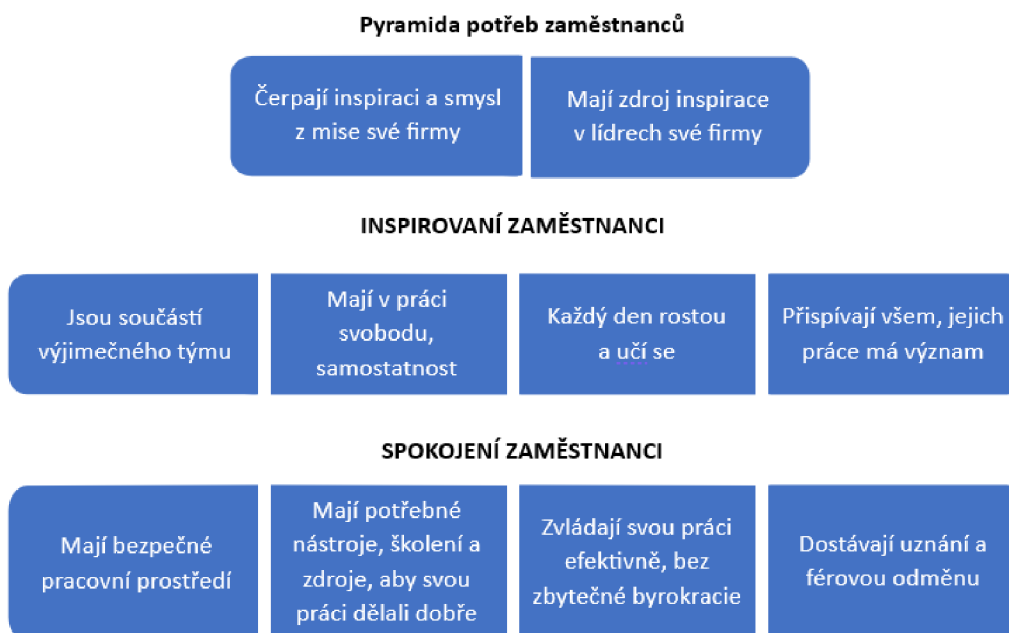 Pyramida potřeb zaměstnanců
Čerpají inspiraci a smysl
z mise své firmy
Mají zdroj inspirace
v lídrech své firmy
INSPIROVANÍ ZAMĚSTNANCI
Jsou součástí
výjimečného týmu
Mají v práci
svobodu,
samostatnost
Každý den rostou
a učí se
Přispívají všem, jejich
práce má význam
SPOKOJENÍ ZAMĚSTNANCI
Mají bezpečné
pracovní prostředí
Mají potřebné
nástroje, školení a
zdroje, aby svou
práci dělali dobře
Zvládají svou práci
efektivně, bez
zbytečné byrokracie
Dostávají uznání a
férovou odměnu